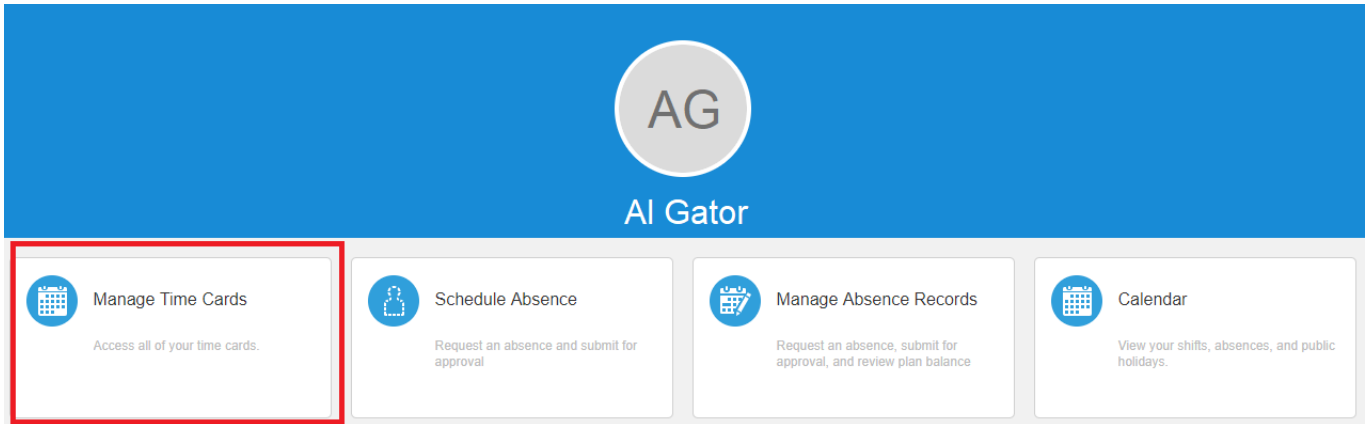 AG
Al Gator
Manage Time Cards
Access all of your time cards.
Schedule Absence
Request an absence and submit for
approval
Manage Absence Records
Request an absence, submit for
approval, and review plan balance
Calendar
View your shifts, absences, and public
holidays.